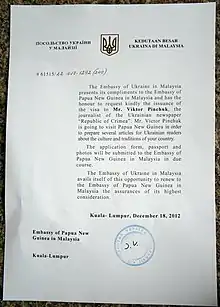 ПОСОЛЬСТВО УКРАЇНИ
У МАЛАЙЗІЇ
KEDUTAAN BESAR
UKRAINA DI MALAYSIA
The Embassy of Ukraine in Malaysia
presents its compliments to the Embassy of
Papua New Guinea in Malaysia and has the
honour to request kindly the issuance of
the visa to Mr. Viktor Pinchuk, the
journalist of the Ukrainian newspaper
"Republic of Crimea". Mr. Victor Pinchuk is
going to visit Papua New Guinea in order to
prepare several articles for Ukrainian readers
about the culture and traditions of your country.
The application form, passport and
photos will be submitted to the Embassy of
Papua New Guinea in Malaysia in due
course.
The Embassy of Ukraine in Malaysia
avails itself of this opportunity to renew to
the Embassy of Papua New Guinea in
Malaysia the assurances of its highest
consideration.
Kuala-Lumpur, December 18, 2012
Embassy of Papua New
Guinea in Malaysia
Kuala-Lumpur